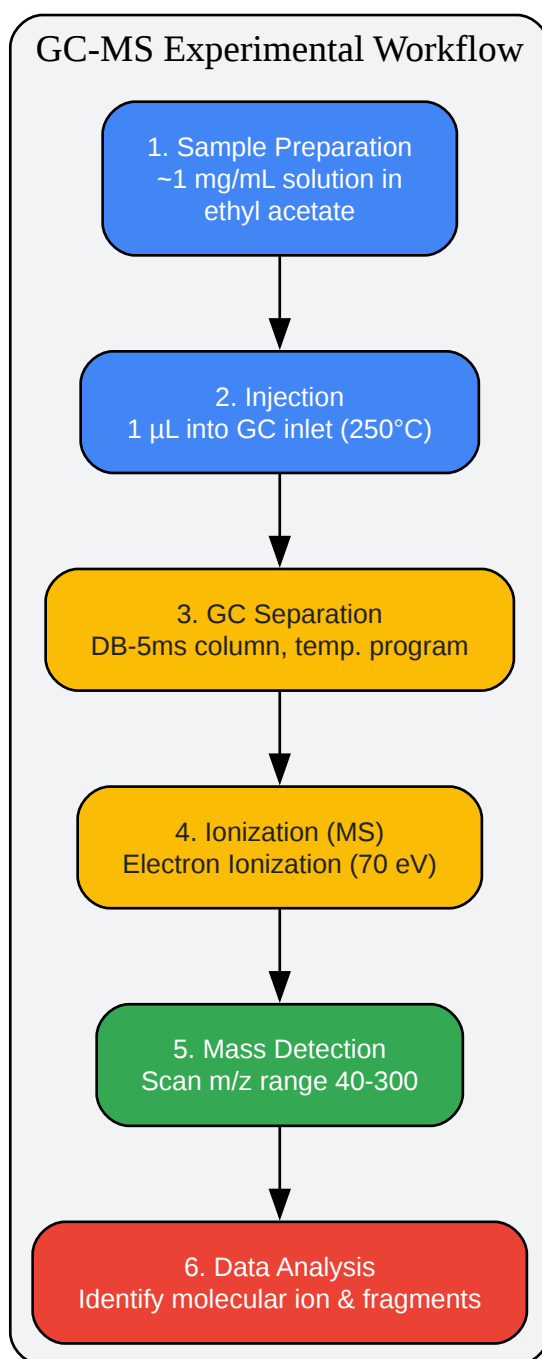 GC-MS Experimental Workflow
1. Sample Preparation
~1 mg/mL solution in
ethyl acetate
2. Injection
1 µL into GC inlet (250°C)
3. GC Separation
DB-5ms column, temp. program
4. Ionization (MS)
Electron Ionization (70 eV)
5. Mass Detection
Scan m/z range 40-300
6. Data Analysis
Identify molecular ion & fragments